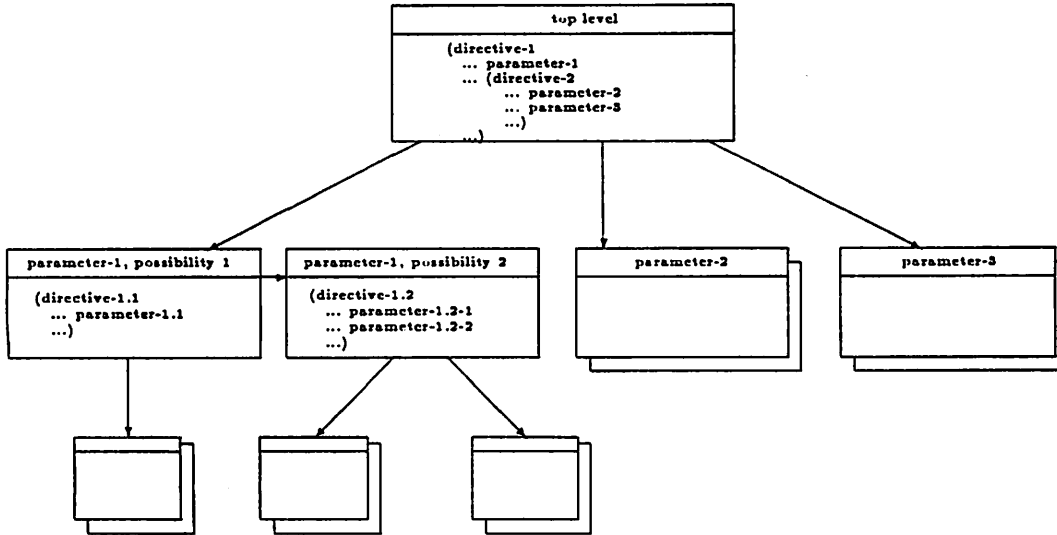 top level
(directive-1
... parameter-1
... (directive-2
... parameter-2
... parameter-3
...)
...)
parameter-1, possibility 1
(directive-1.1
... parameter-1.1
...)
parameter-1, possibility 2
(directive-1.2
... parameter-1.2-1
... parameter-1.2-2
...)
parameter-2
parameter-3